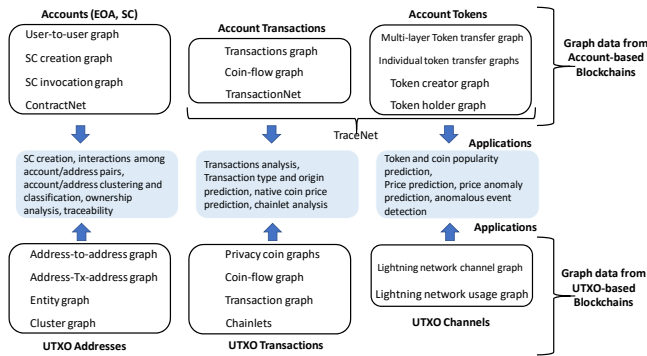 Accounts (EOA, SC)
User-to-user graph
SC creation graph
SC invocation graph
ContractNet
Account Transactions
Transactions graph
Coin-flow graph
TransactionNet
Account Tokens
Multi-layer Token transfer graph
Individual token transfer graphs
Token creator graph
Token holder graph
Graph data from
Account-based
Blockchains
TraceNet
Applications
SC creation, interactions among
account/address pairs,
account/address clustering and
classification, ownership
analysis, traceability
Transactions analysis,
Transaction type and origin
prediction, native coin price
prediction, chainlet analysis
Token and coin popularity
prediction,
Price prediction, price anomaly
prediction, anomalous event
detection
Applications
Address-to-address graph
Address-Tx-address graph
Entity graph
Cluster graph
UTXO Addresses
Privacy coin graphs
Coin-flow graph
Transaction graph
Chainlets
UTXO Transactions
Lightning network channel graph
Lightning network usage graph
UTXO Channels
Graph data from
UTXO-based
Blockchains